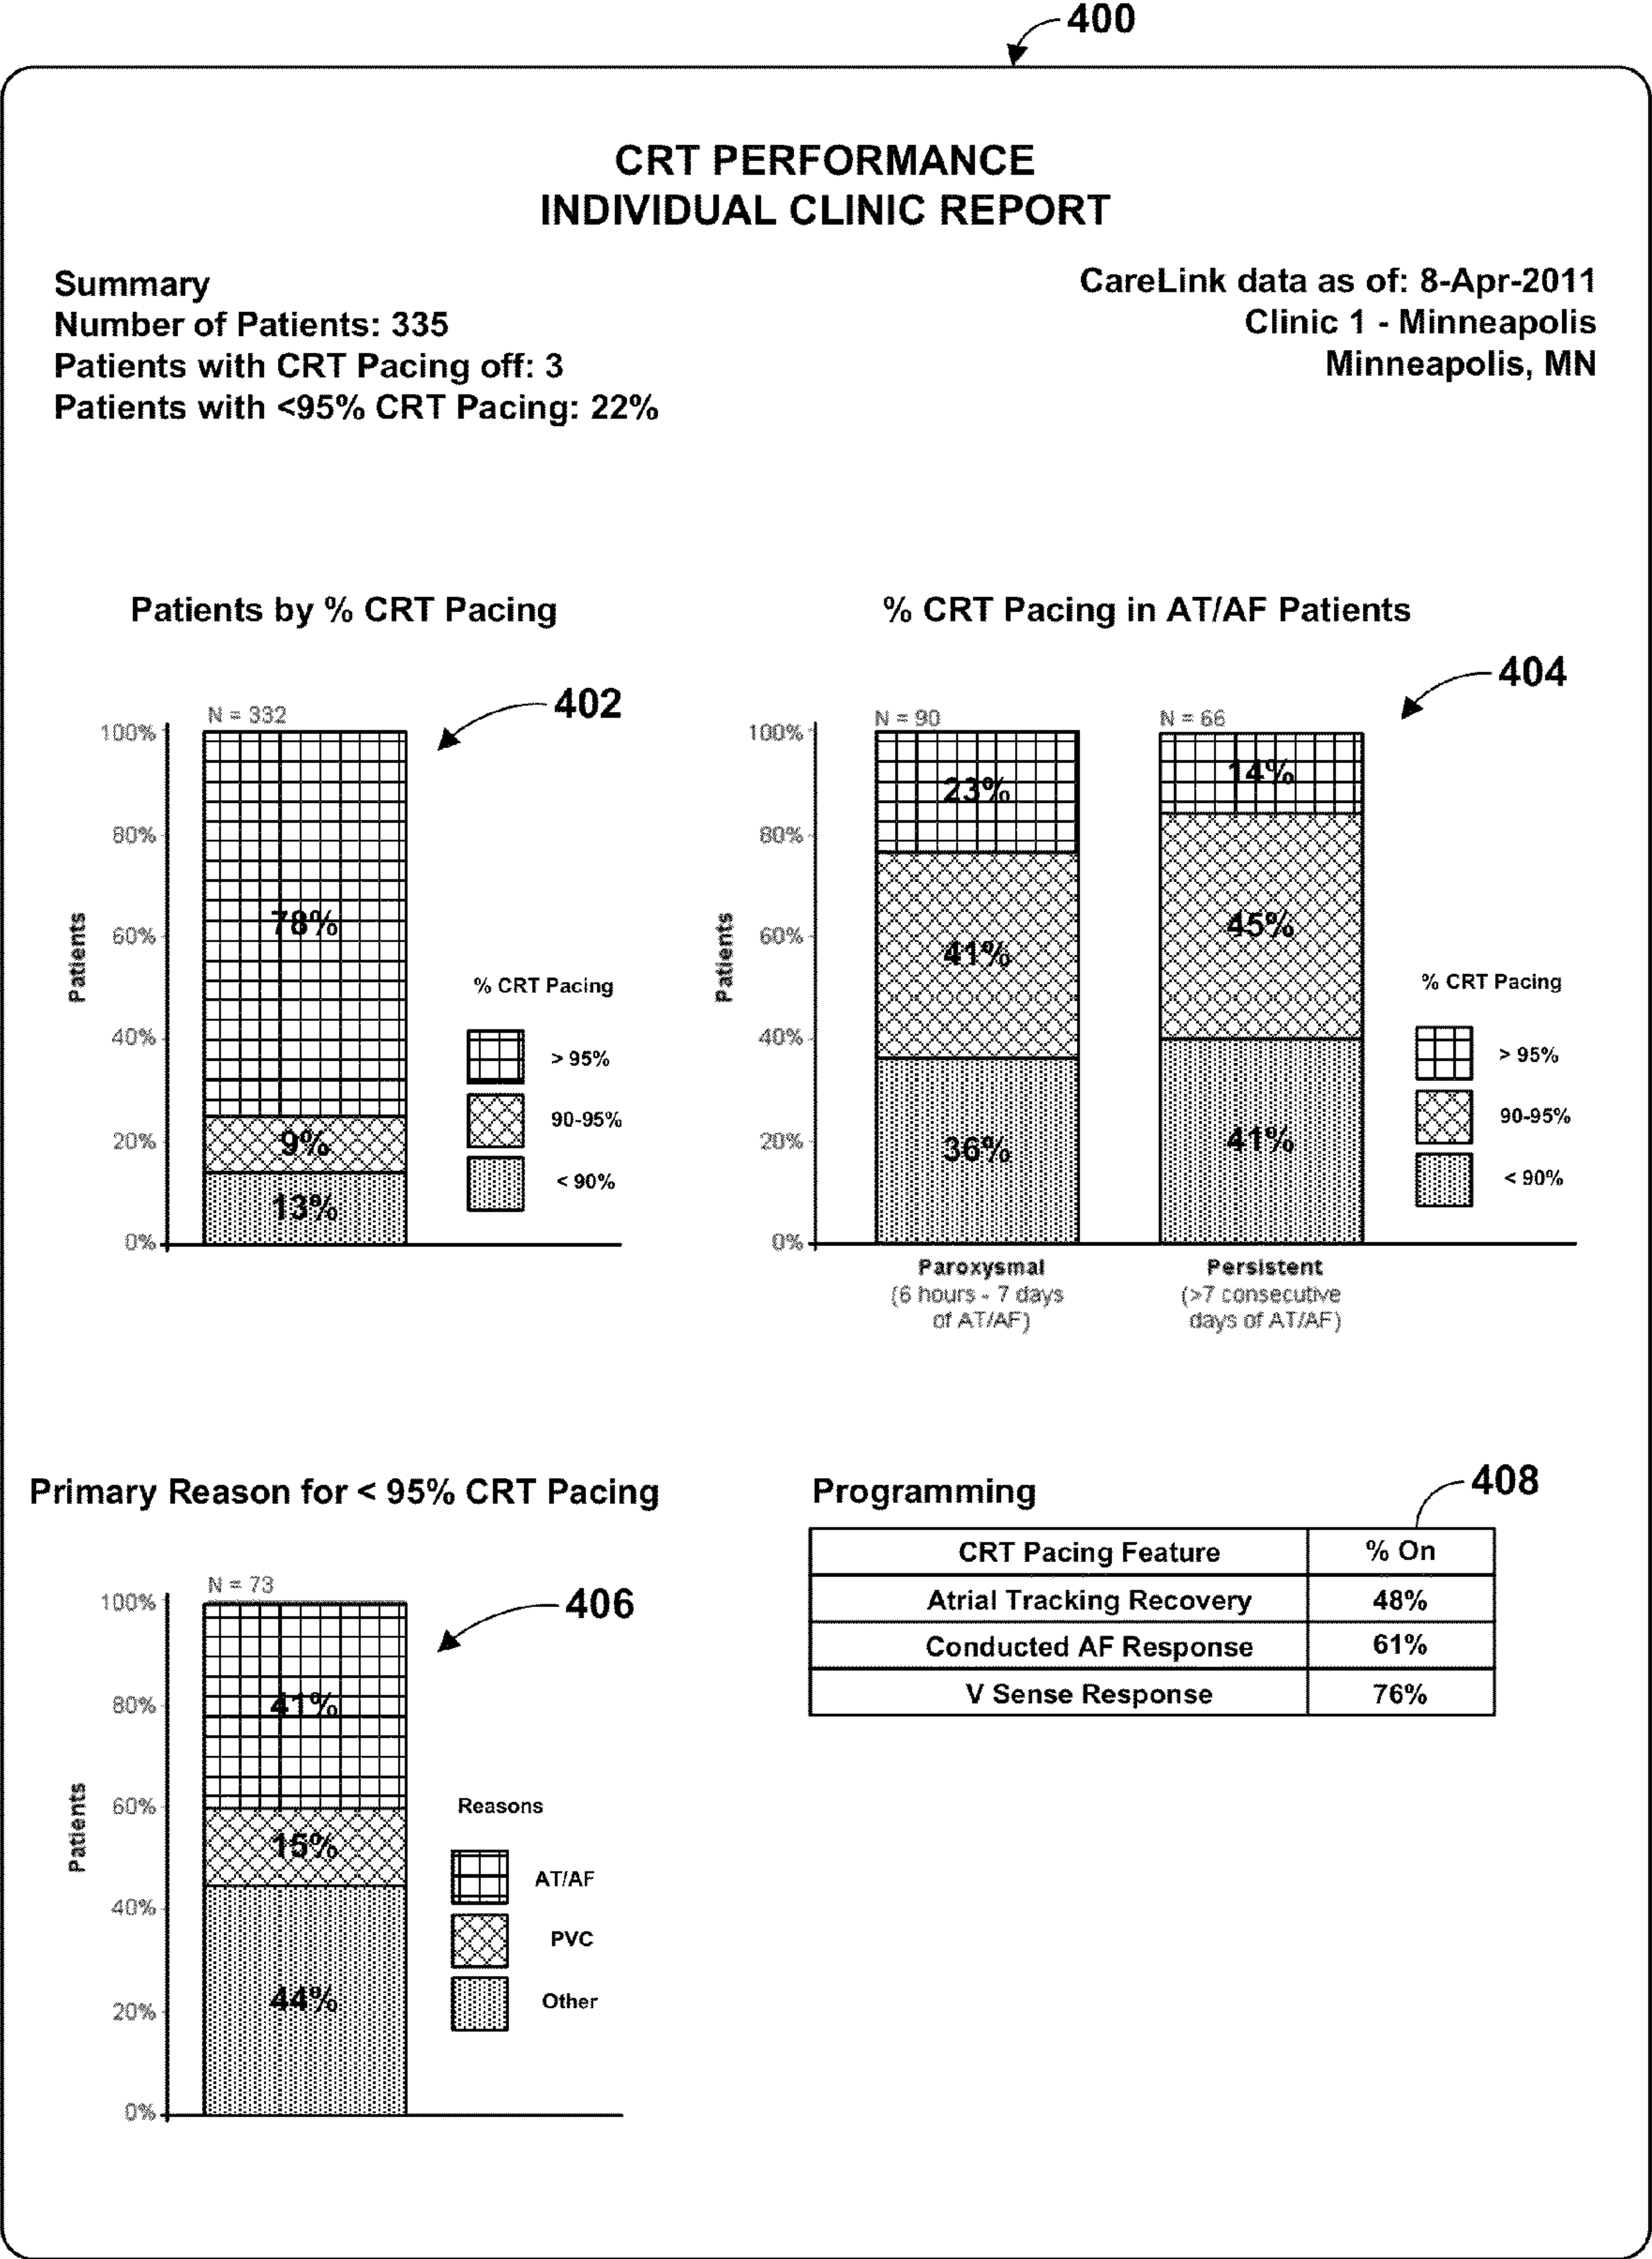 400
CRT PERFORMANCE
INDIVIDUAL CLINIC REPORT
Summary
Number of Patients: 335
Patients with CRT Pacing off: 3
Patients with <95% CRT Pacing: 22%
CareLink data as of: 8-Apr-2011
Clinic 1 - Minneapolis
Minneapolis, MN
Patients by % CRT Pacing
402
N = 332
100%
80%
60%
40%
20%
0%
Patients
78%
9%
13%
% CRT Pacing
> 95%
90-95%
< 90%
% CRT Pacing in AT/AF Patients
404
N = 90
N = 66
100%
80%
60%
40%
20%
0%
Patients
23%
41%
36%
14%
45%
41%
% CRT Pacing
> 95%
90-95%
< 90%
Paroxysmal
(6 hours - 7 days
of AT/AF)
Persistent
(>7 consecutive
days of AT/AF)
Primary Reason for < 95% CRT Pacing
406
N = 73
100%
80%
60%
40%
20%
0%
Patients
41%
15%
44%
Reasons
AT/AF
PVC
Other
Programming
408
CRT Pacing Feature % On
Atrial Tracking Recovery 48%
Conducted AF Response 61%
V Sense Response 76%